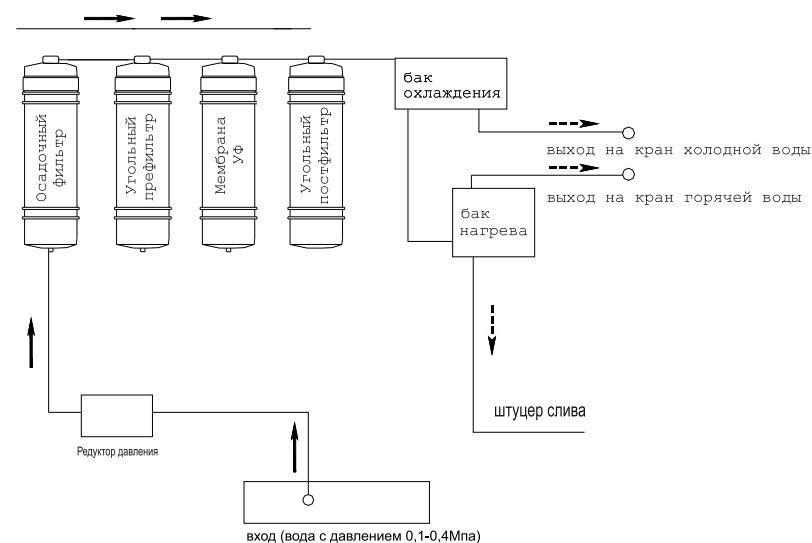 Осадочный
фильтр
Угольный
префильтр
Мембрана
УФ
Угольный
постфильтр
бак
охлаждения
выход на кран холодной воды
выход на кран горячей воды
бак
нагрева
штуцер слива
Редуктор давления
вход (вода с давлением 0,1-0,4Мпа)